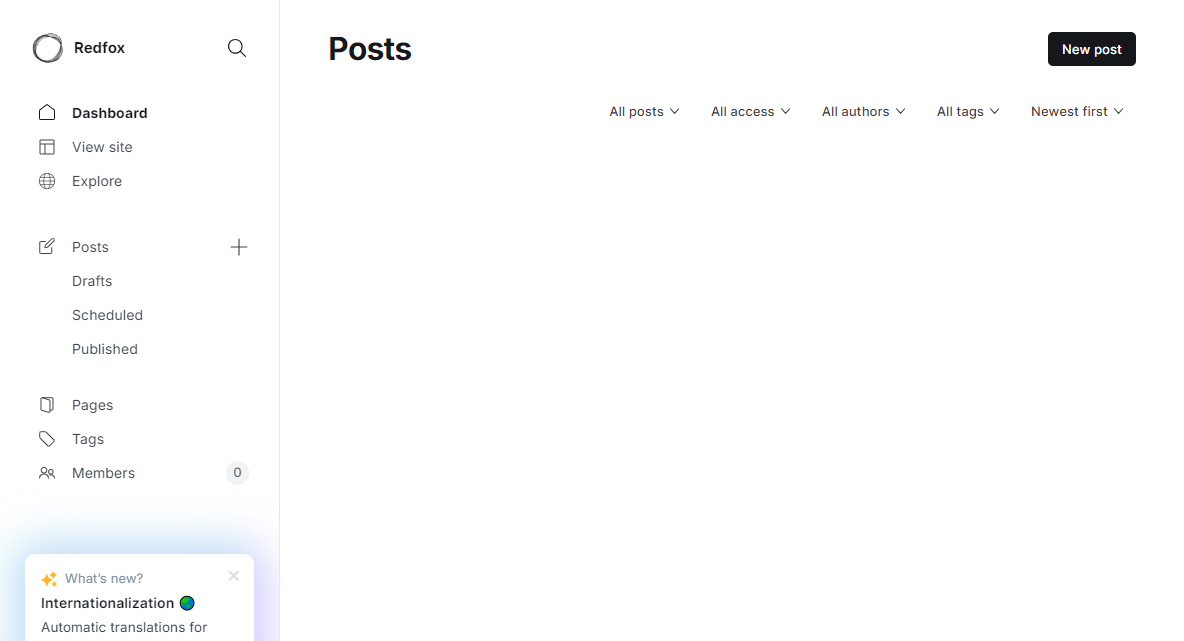 Redfox
Dashboard
View site
Explore
Posts
Drafts
Scheduled
Published
Pages
Tags
Members 0
What's new?
Internationalization
Automatic translations for
Posts
New post
All posts All access All authors All tags Newest first